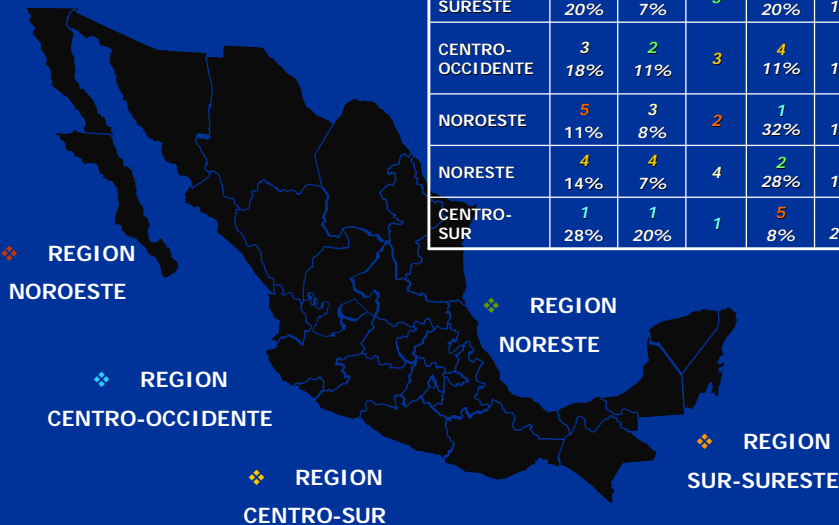 SURESTE 20% 7% 20%
CENTRO- 3 2 3 4
OCCIDENTE 18% 11% 11%
NOROESTE 5 3 2 1
11% 8% 32%
NORESTE 4 4 4 2
14% 7% 28%
CENTRO- 1 1 1 5
SUR 28% 20% 8%
REGION
NOROESTE
REGION
NORESTE
REGION
CENTRO-OCCIDENTE
REGION
SUR-SURESTE
REGION
CENTRO-SUR